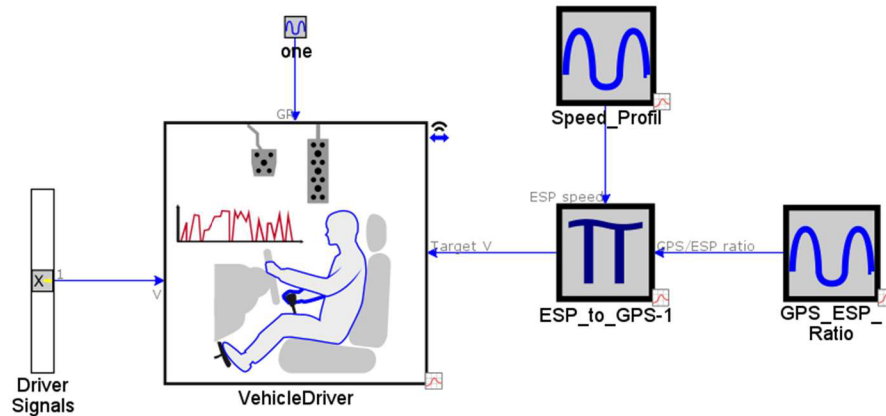 one
GP
Speed_Profil
ESP speed
Target V
GPS/ESP ratio
X
1
V
ESP_to_GPS-1
GPS_ESP_
Ratio
Driver
Signals
VehicleDriver